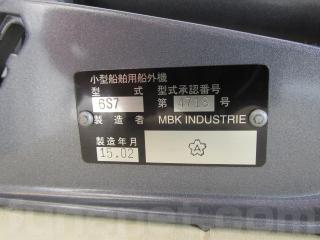 小型船舶用船外機
型式 6S7 型式承認番号 第 4718 号
製造者 MBK INDUSTRIE
製造年月
15.02